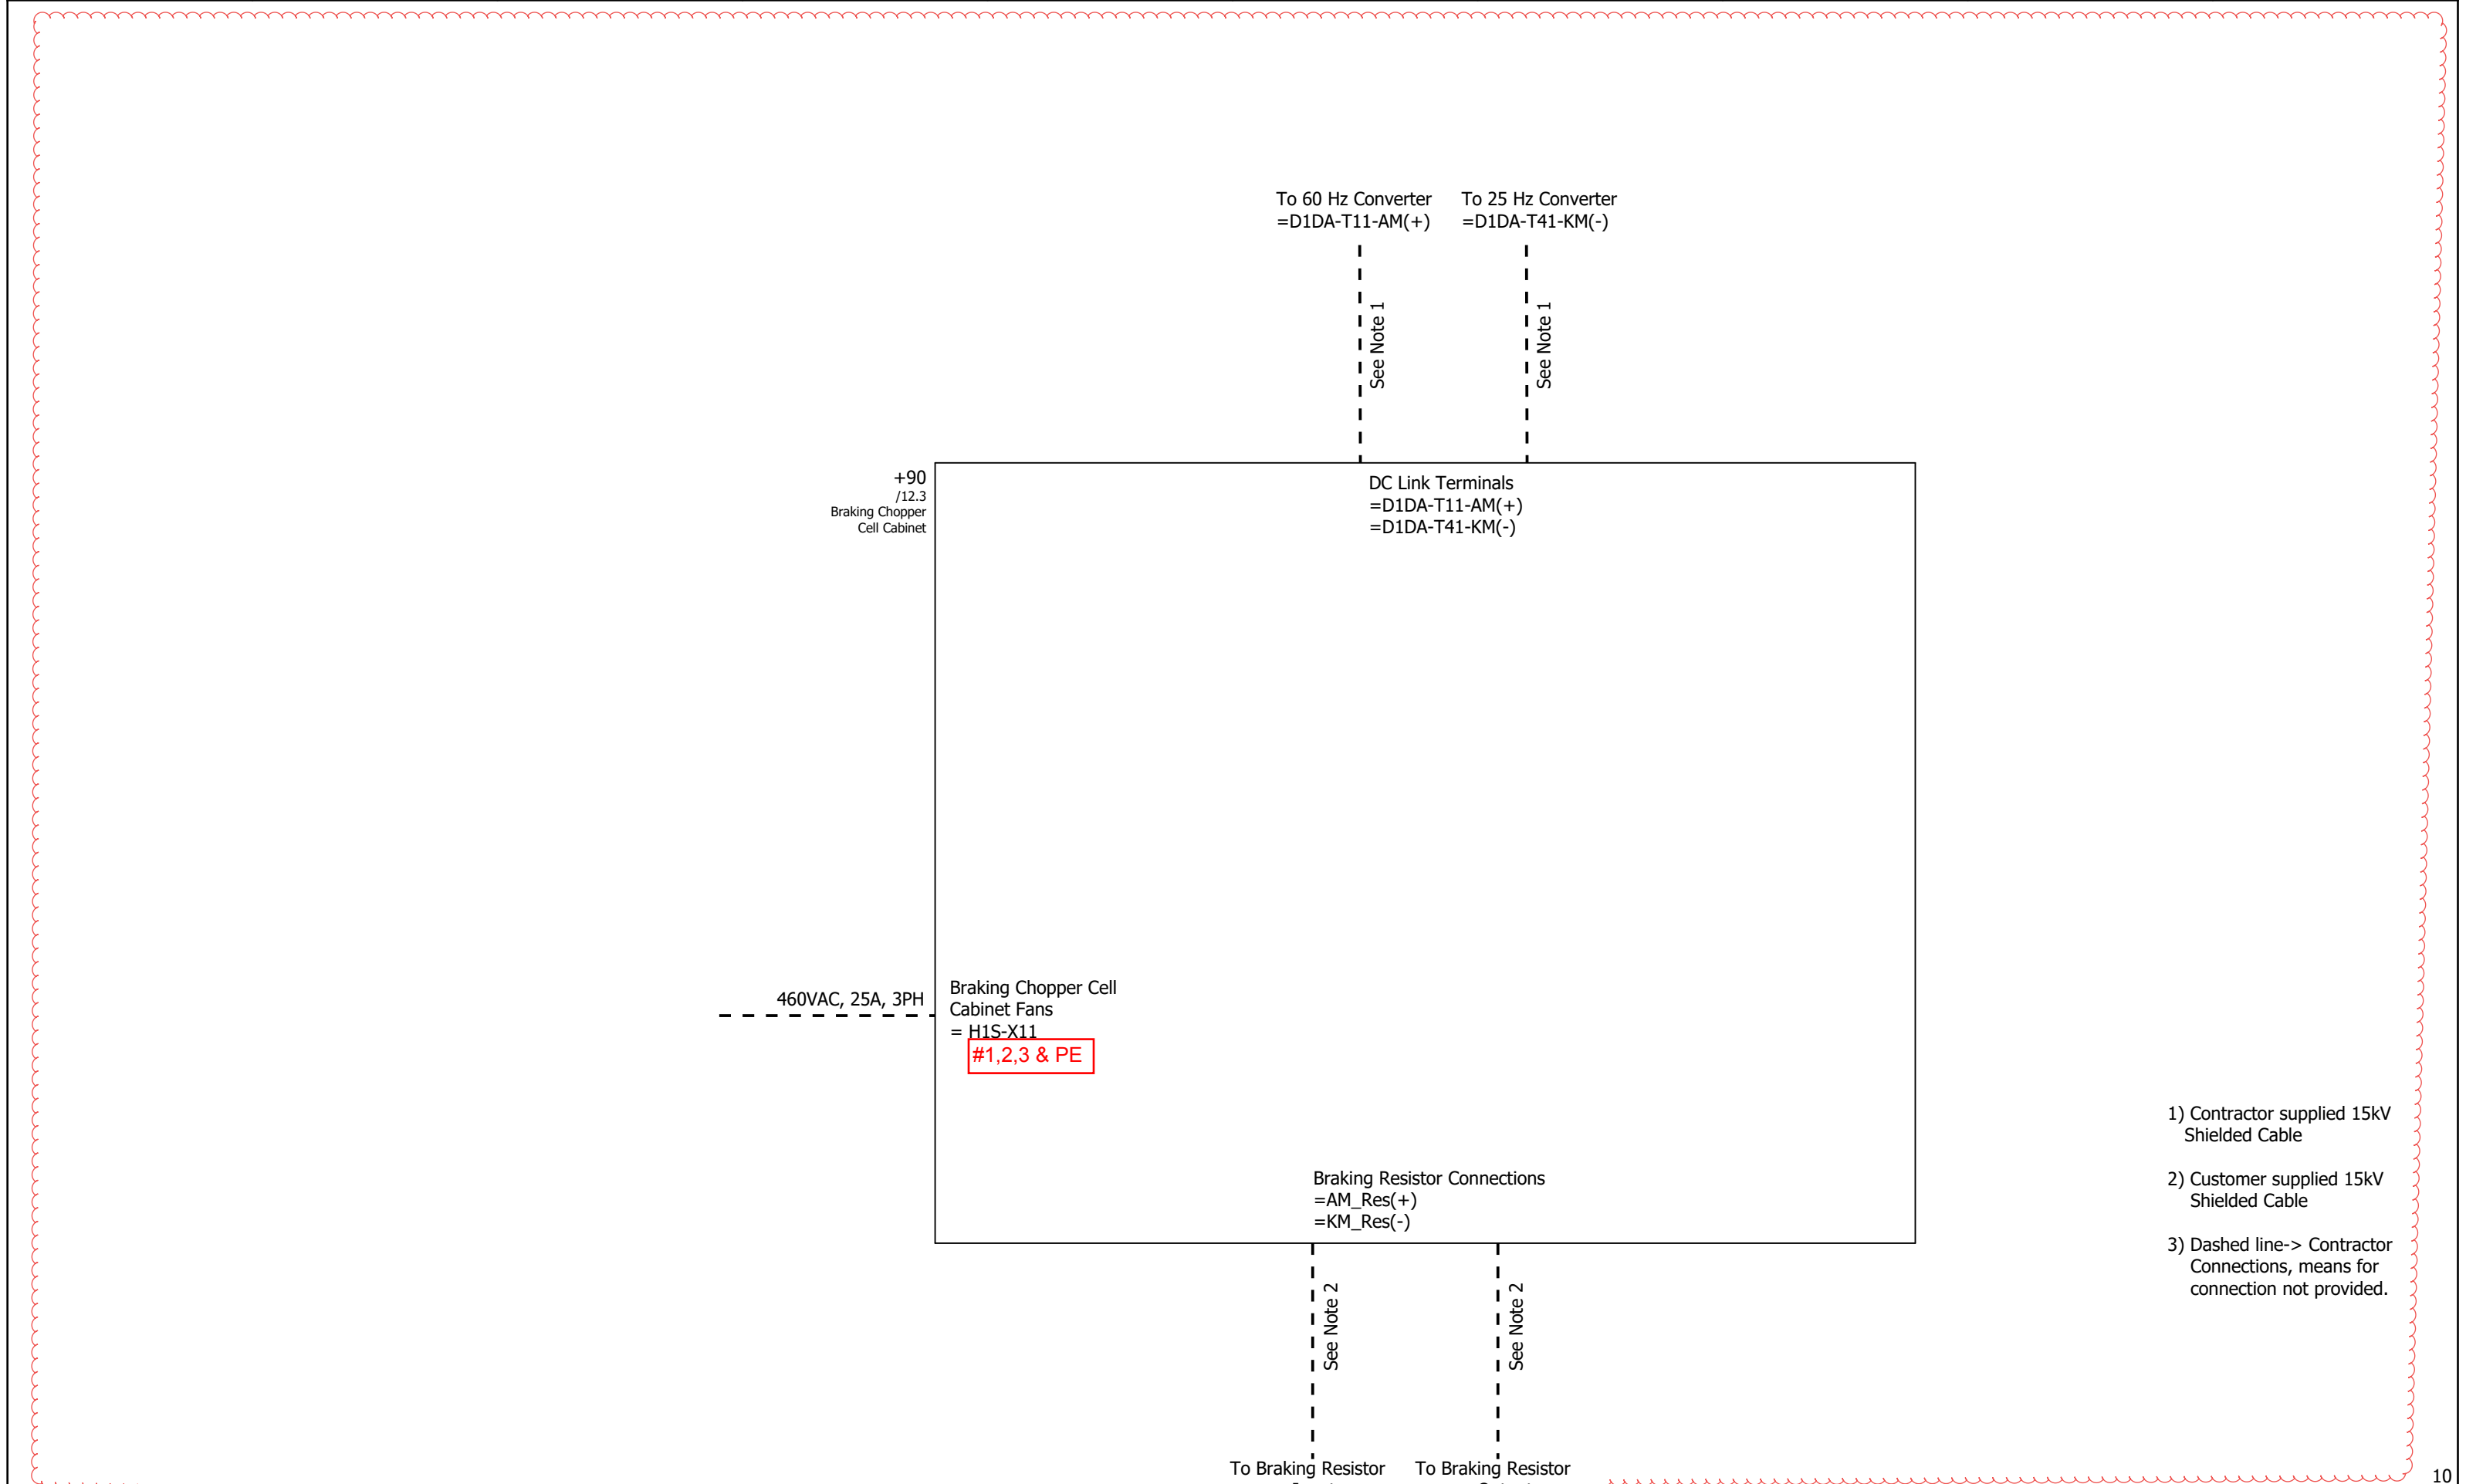 To 60 Hz Converter
=D1DA-T11-AM(+)
To 25 Hz Converter
=D1DA-T41-KM(-)
See Note 1
See Note 1
+90
/12.3
Braking Chopper
Cell Cabinet
DC Link Terminals
=D1DA-T11-AM(+)
=D1DA-T41-KM(-)
460VAC, 25A, 3PH
Braking Chopper Cell
Cabinet Fans
= H1S-X11
#1,2,3 & PE
1) Contractor supplied 15kV
Shielded Cable
2) Customer supplied 15kV
Shielded Cable
3) Dashed line-> Contractor
Connections, means for
connection not provided.
Braking Resistor Connections
=AM_Res(+)
=KM_Res(-)
See Note 2
See Note 2
To Braking Resistor
To Braking Resistor
10